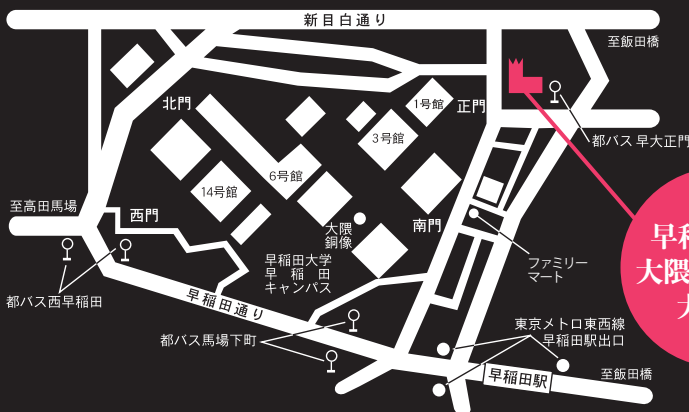 新目白通り
至飯田橋
北門
1号館
正門
3号館
都バス 早大正門
6号館
14号館
至高田馬場
西門
大隈
銅像
南門
早稲田大学
早稲田
キャンパス
ファミリー
マート
都バス西早稲田
早稲田通り
都バス馬場下町
東京メトロ東西線
早稲田駅出口
早稲田駅
至飯田橋
早
大隈